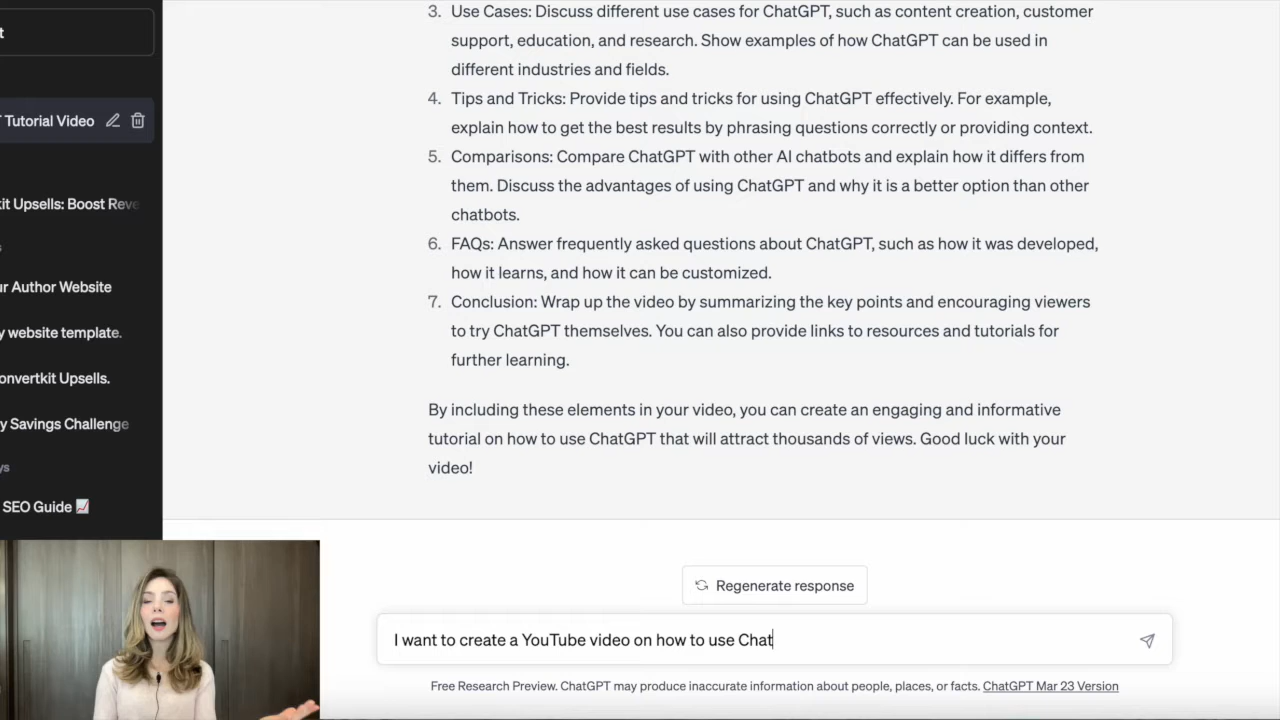 t
T Tutorial Video
kit Upsells: Boost Reve
s
ur Author Website
y website template.
onvertkit Upsells.
y Savings Challenge
ys
SEO Guide 📈
3. Use Cases: Discuss different use cases for ChatGPT, such as content creation, customer
support, education, and research. Show examples of how ChatGPT can be used in
different industries and fields.
4. Tips and Tricks: Provide tips and tricks for using ChatGPT effectively. For example,
explain how to get the best results by phrasing questions correctly or providing context.
5. Comparisons: Compare ChatGPT with other AI chatbots and explain how it differs from
them. Discuss the advantages of using ChatGPT and why it is a better option than other
chatbots.
6. FAQs: Answer frequently asked questions about ChatGPT, such as how it was developed,
how it learns, and how it can be customized.
7. Conclusion: Wrap up the video by summarizing the key points and encouraging viewers
to try ChatGPT themselves. You can also provide links to resources and tutorials for
further learning.
By including these elements in your video, you can create an engaging and informative
tutorial on how to use ChatGPT that will attract thousands of views. Good luck with your
video!
Regenerate response
I want to create a YouTube video on how to use Chat
Free Research Preview. ChatGPT may produce inaccurate information about people, places, or facts. ChatGPT Mar 23 Version